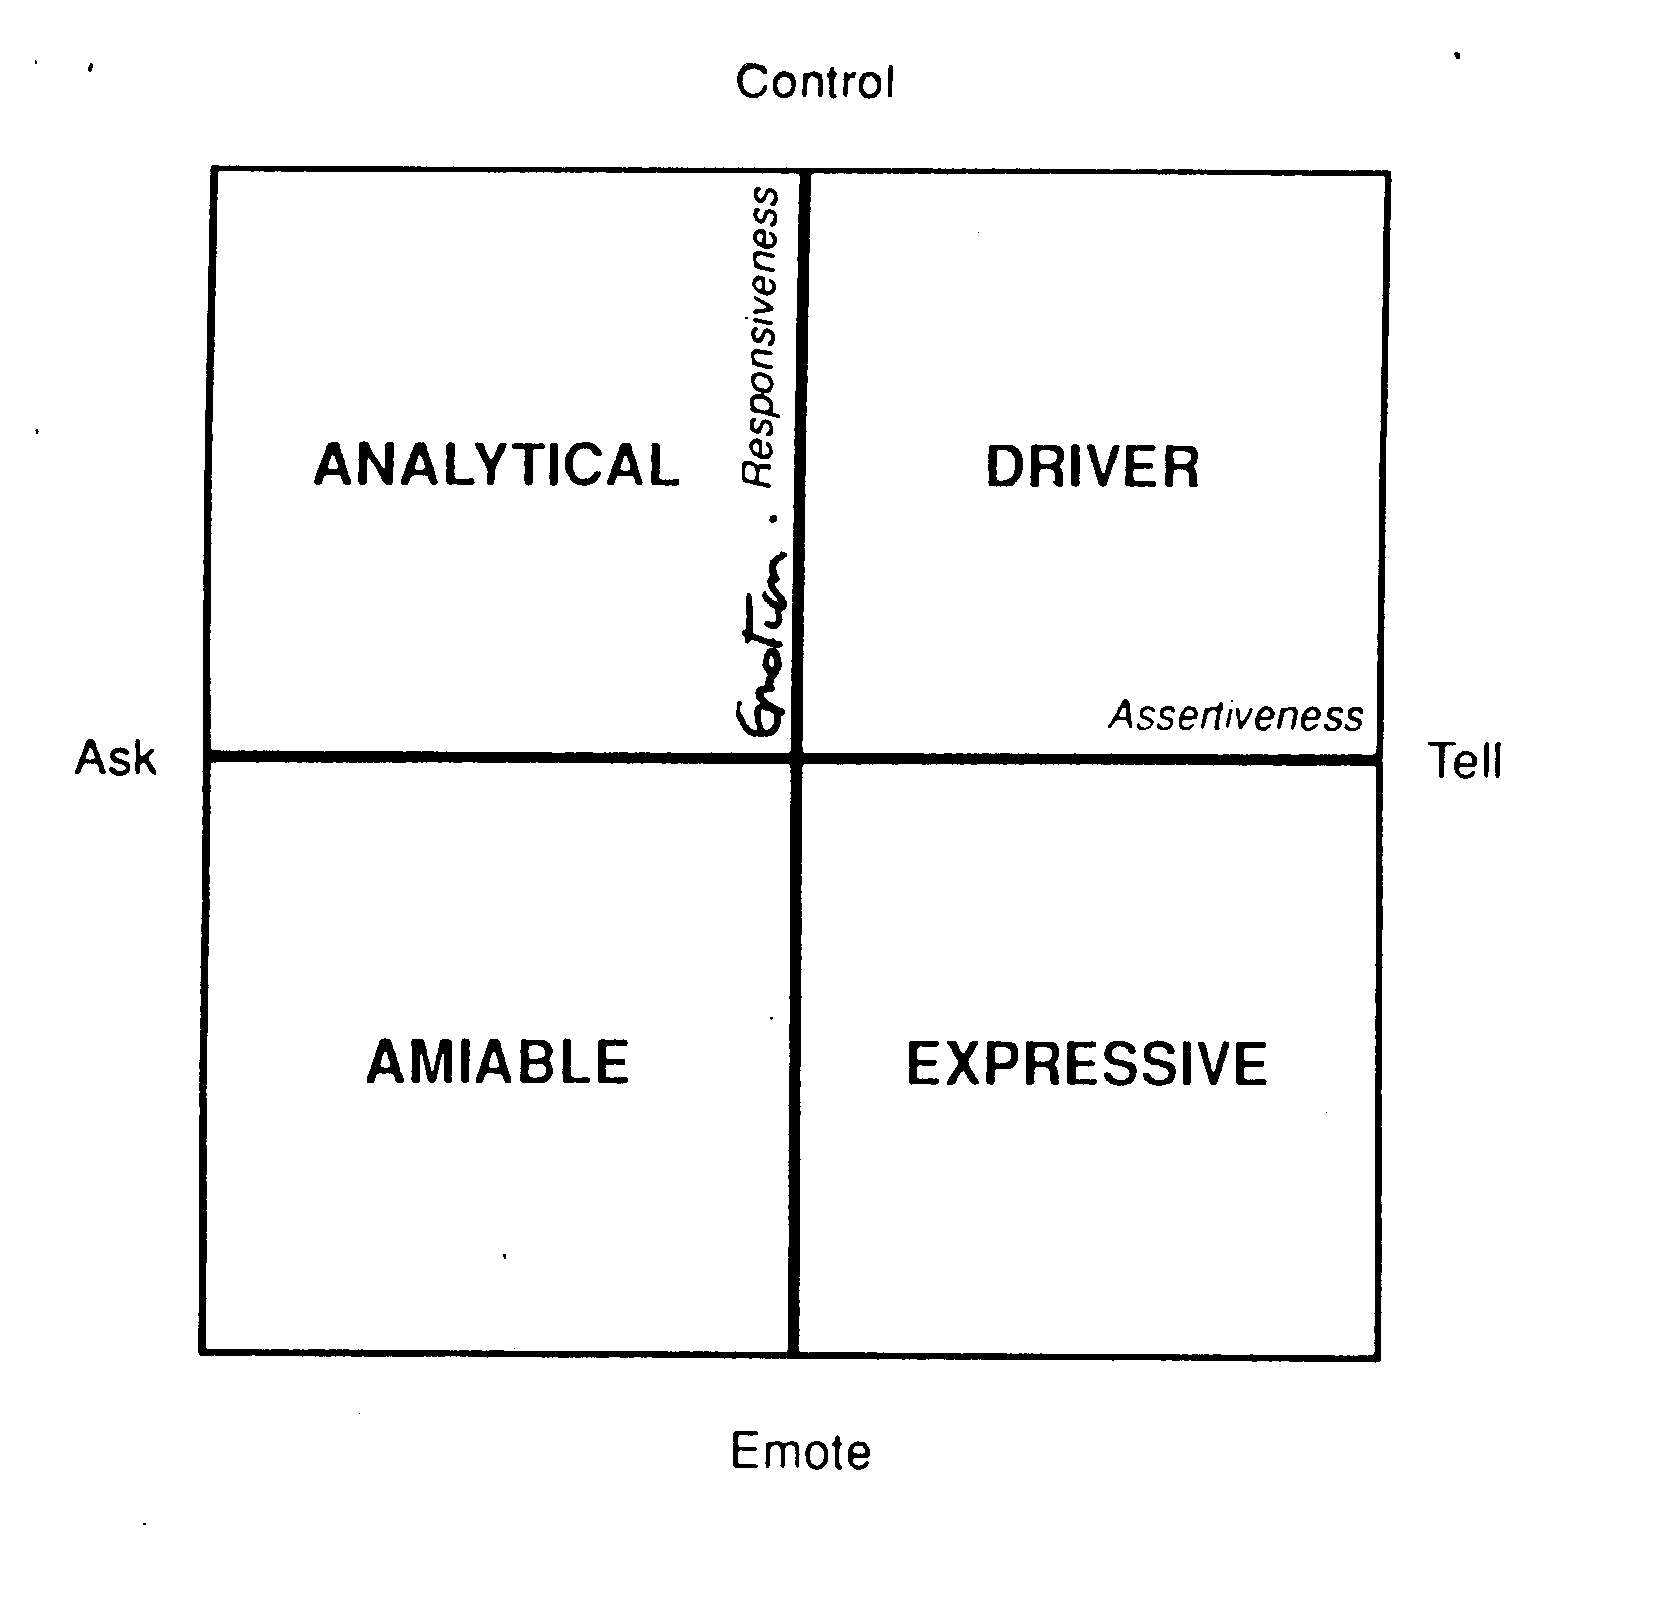 Control
Emotion . Responsiveness
ANALYTICAL
DRIVER
Assertiveness
Ask
Tell
AMIABLE
EXPRESSIVE
Emote